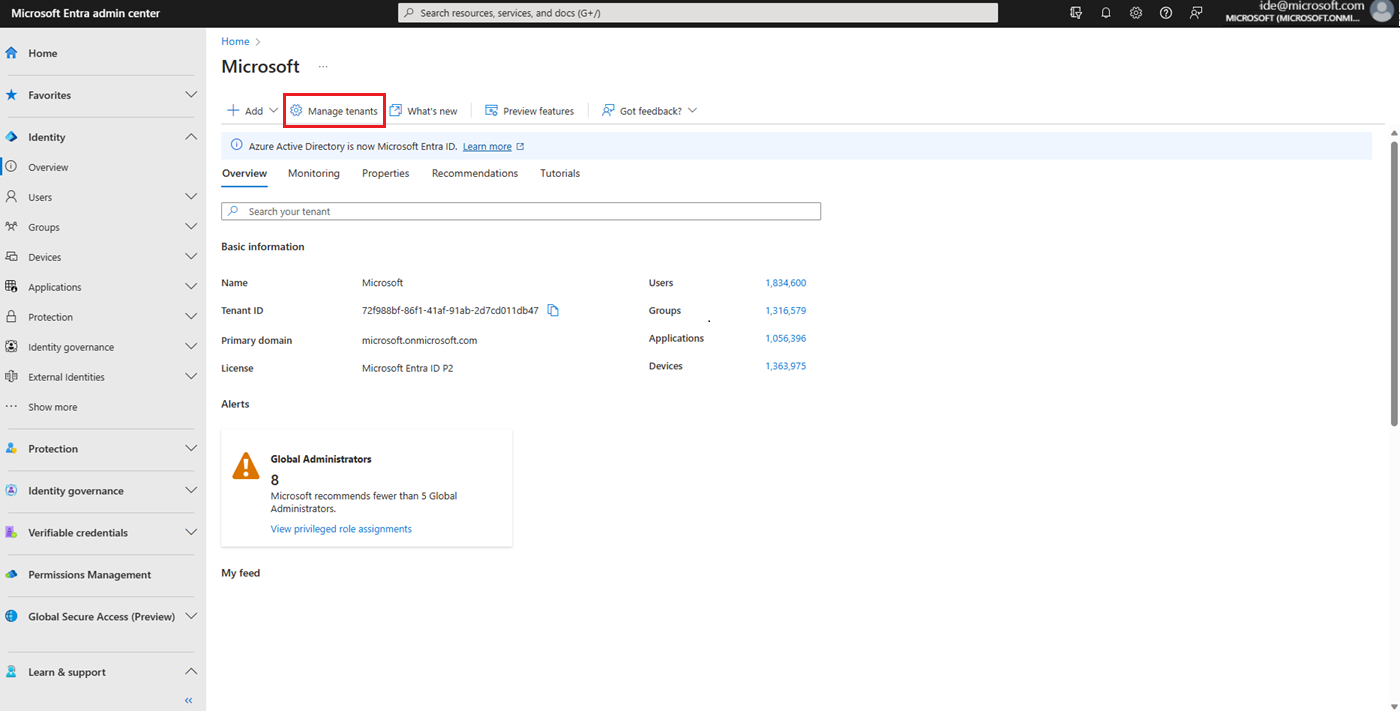 Microsoft Entra admin center
Search resources, services, and docs (G+/)
ide@microsoft.com
MICROSOFT (MICROSOFT.ONMI...
Home
Favorites
Identity
Overview
Users
Groups
Devices
Applications
Protection
Identity governance
External Identities
Show more
Protection
Identity governance
Verifiable credentials
Permissions Management
Global Secure Access (Preview)
Learn & support
Home
Microsoft
Add
Manage tenants
What's new
Preview features
Got feedback?
Azure Active Directory is now Microsoft Entra ID. Learn more
Overview Monitoring Properties Recommendations Tutorials
Search your tenant
Basic information
Name Microsoft
Tenant ID 72f988bf-86f1-41af-91ab-2d7cd011db47
Primary domain microsoft.onmicrosoft.com
License Microsoft Entra ID P2
Users 1,834,600
Groups 1,316,579
Applications 1,056,396
Devices 1,363,975
Alerts
Global Administrators
8
Microsoft recommends fewer than 5 Global
Administrators.
View privileged role assignments
My feed